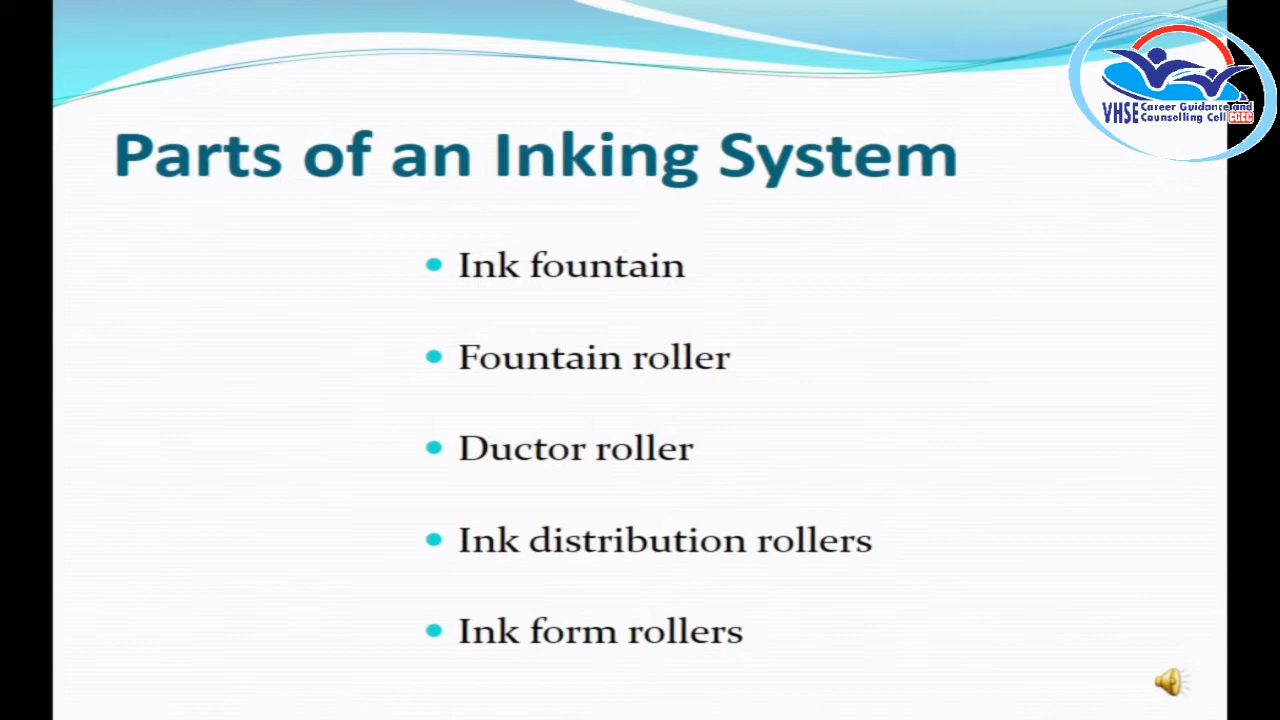 VHSE Career Guidance and
Counselling Cell CGCC
Parts of an Inking System
Ink fountain
Fountain roller
Ductor roller
Ink distribution rollers
Ink form rollers